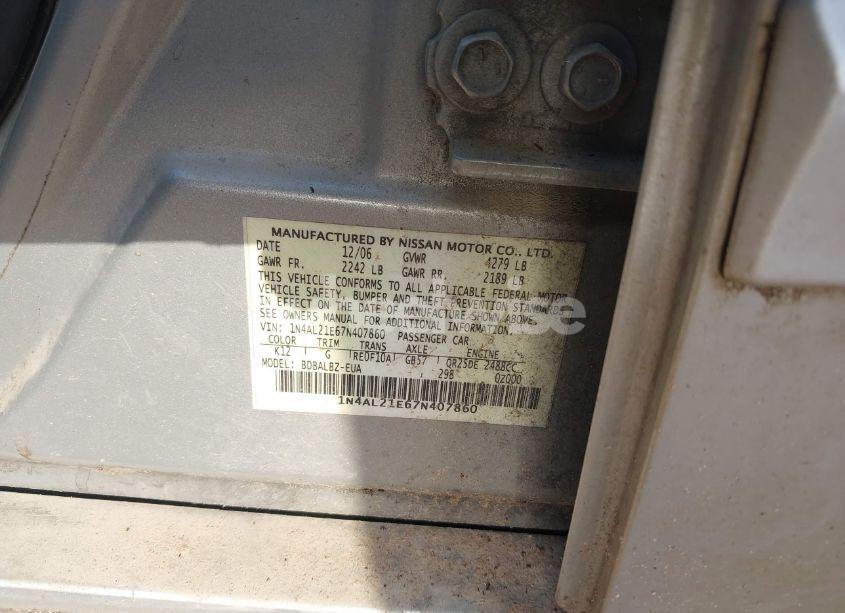 MANUFACTURED BY NISSAN MOTOR CO., LTD.
DATE 12/06 GVWR 4279 LB
GAWR FR. 2242 LB GAWR RR. 2189 LB
THIS VEHICLE CONFORMS TO ALL APPLICABLE FEDERAL MOTOR
VEHICLE SAFETY, BUMPER AND THEFT PREVENTION STANDARDS
IN EFFECT ON THE DATE OF MANUFACTURE SHOWN ABOVE.
SEE OWNERS MANUAL FOR ADDITIONAL INFORMATION.
VIN: 1N4AL21E67N407860 PASSENGER CAR
COLOR TRIM TRANS AXLE ENGINE
K12 G RE0F10A GB57 QR25DE 2488CC
MODEL: BDBALBZ-EUA 298 02000
1N4AL21E67N407860